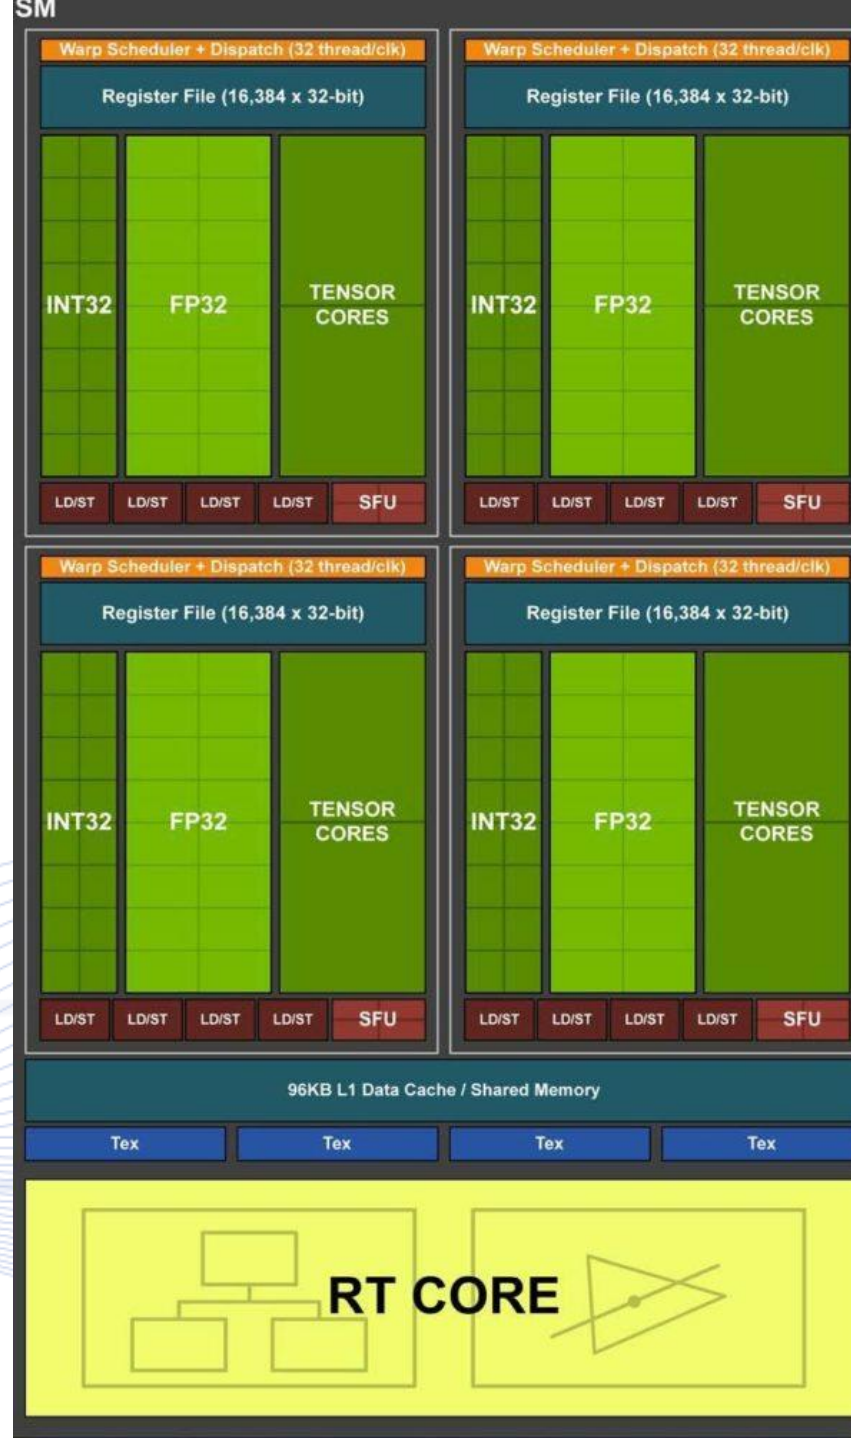 SM
Warp Scheduler + Dispatch (32 thread/clk)
Register File (16,384 x 32-bit)
INT32
FP32
TENSOR
CORES
LD/ST
LD/ST
LD/ST
LD/ST
SFU
Warp Scheduler + Dispatch (32 thread/clk)
Register File (16,384 x 32-bit)
INT32
FP32
TENSOR
CORES
LD/ST
LD/ST
LD/ST
LD/ST
SFU
Warp Scheduler + Dispatch (32 thread/clk)
Register File (16,384 x 32-bit)
INT32
FP32
TENSOR
CORES
LD/ST
LD/ST
LD/ST
LD/ST
SFU
Warp Scheduler + Dispatch (32 thread/clk)
Register File (16,384 x 32-bit)
INT32
FP32
TENSOR
CORES
LD/ST
LD/ST
LD/ST
LD/ST
SFU
96KB L1 Data Cache / Shared Memory
Tex
Tex
Tex
Tex
RT CORE